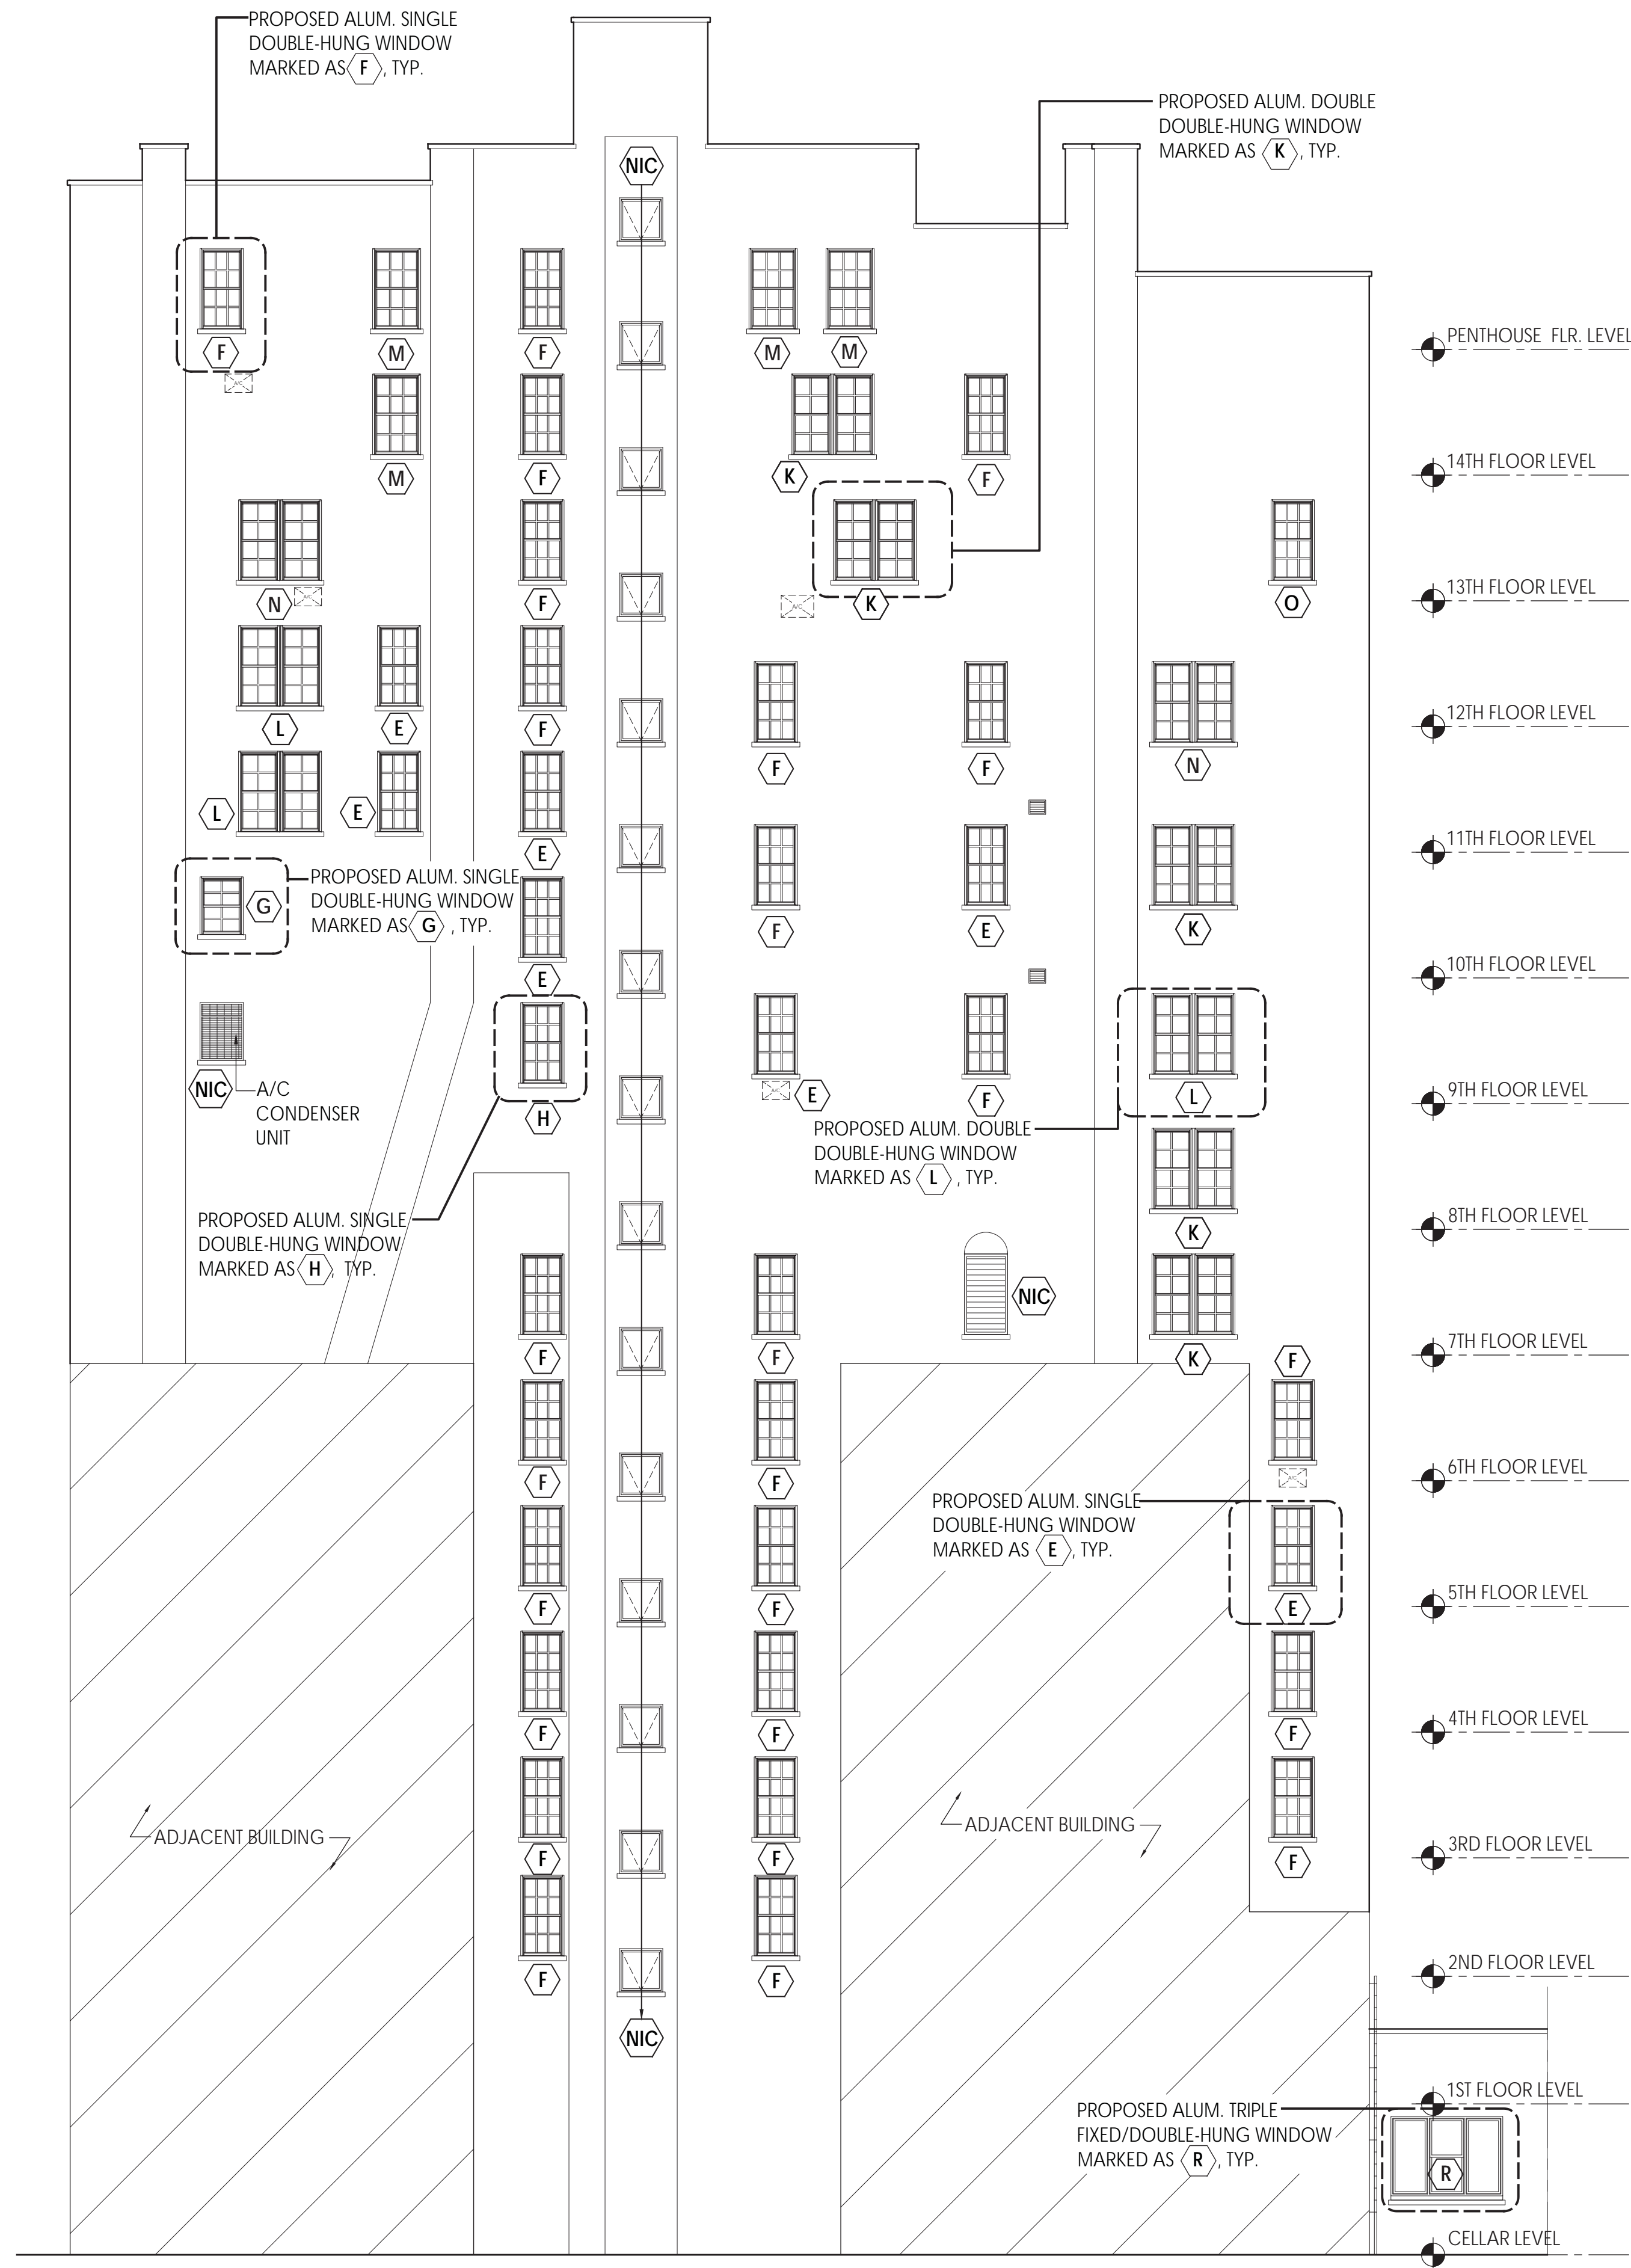 PROPOSED ALUM. SINGLE
DOUBLE-HUNG WINDOW
MARKED AS F, TYP.
PROPOSED ALUM. DOUBLE
DOUBLE-HUNG WINDOW
MARKED AS K, TYP.
NIC
F
M
F
M
M
PENTHOUSE FLR. LEVEL
A/C
M
F
K
F
14TH FLOOR LEVEL
N
A/C
F
A/C
K
O
13TH FLOOR LEVEL
L
E
F
F
F
N
12TH FLOOR LEVEL
L
E
E
F
E
K
11TH FLOOR LEVEL
G
PROPOSED ALUM. SINGLE
DOUBLE-HUNG WINDOW
MARKED AS G, TYP.
E
10TH FLOOR LEVEL
NIC
A/C
CONDENSER
UNIT
H
A/C
E
F
L
9TH FLOOR LEVEL
PROPOSED ALUM. DOUBLE
DOUBLE-HUNG WINDOW
MARKED AS L, TYP.
PROPOSED ALUM. SINGLE
DOUBLE-HUNG WINDOW
MARKED AS H, TYP.
K
8TH FLOOR LEVEL
NIC
F
F
K
F
7TH FLOOR LEVEL
F
F
A/C
6TH FLOOR LEVEL
PROPOSED ALUM. SINGLE
DOUBLE-HUNG WINDOW
MARKED AS E, TYP.
F
F
E
5TH FLOOR LEVEL
F
F
F
4TH FLOOR LEVEL
ADJACENT BUILDING
ADJACENT BUILDING
F
F
F
3RD FLOOR LEVEL
F
F
2ND FLOOR LEVEL
NIC
1ST FLOOR LEVEL
PROPOSED ALUM. TRIPLE
FIXED/DOUBLE-HUNG WINDOW
MARKED AS R, TYP.
R
CELLAR LEVEL